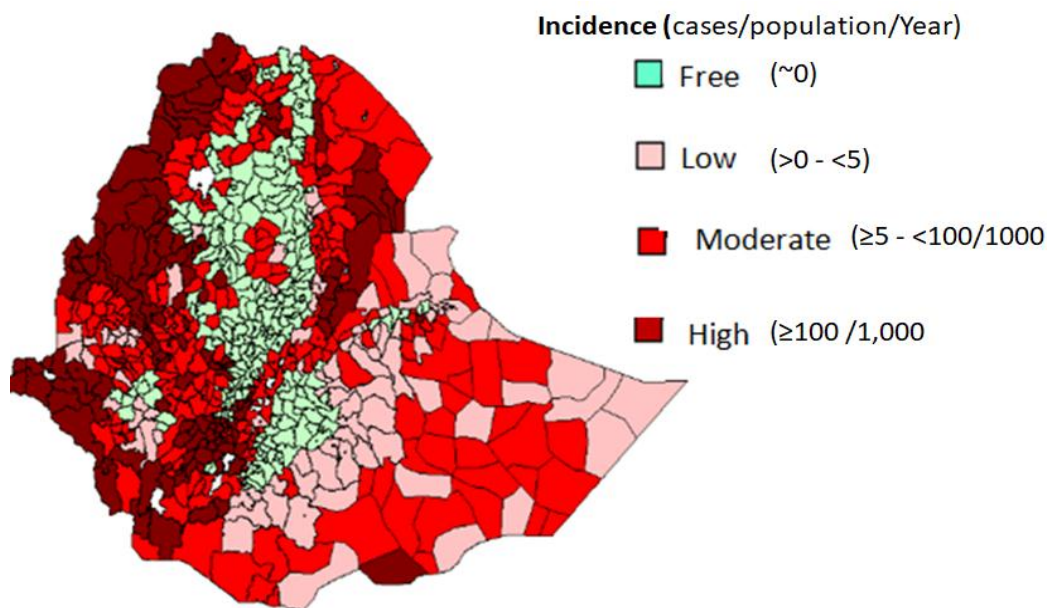 Incidence (cases/population/Year)
Free (~0)
Low (>0 - <5)
Moderate (≥5 - <100/1000
High (≥100 /1,000